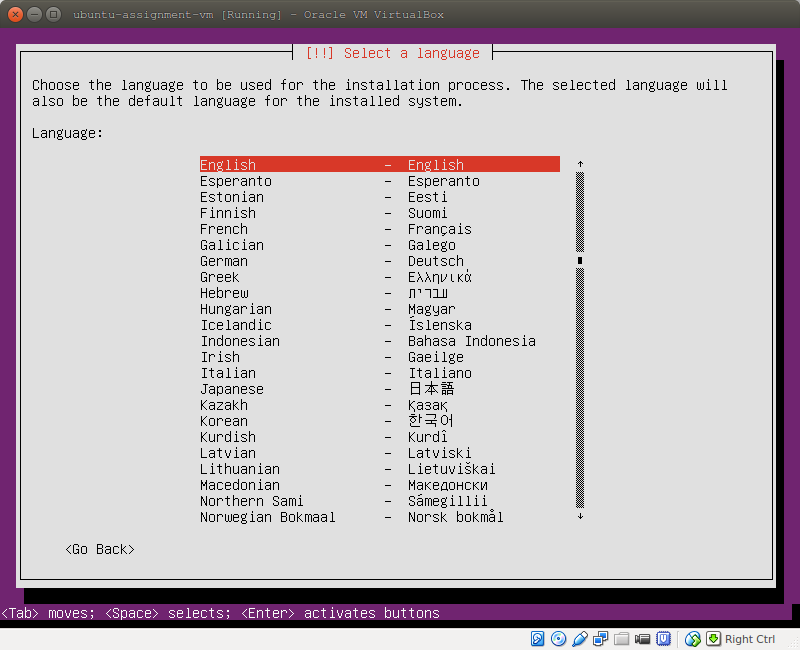 ubuntu-assignment-vm [Running] - Oracle VM VirtualBox
[!!] Select a language
Choose the language to be used for the installation process. The selected language will
also be the default language for the installed system.
Language:
English - English
Esperanto - Esperanto
Estonian - Eesti
Finnish - Suomi
French - Français
Galician - Galego
German - Deutsch
Greek - Ελληνικά
Hebrew - עברית
Hungarian - Magyar
Icelandic - Íslenska
Indonesian - Bahasa Indonesia
Irish - Gaeilge
Italian - Italiano
Japanese - 日本語
Kazakh - Қазақ
Korean - 한국어
Kurdish - Kurdî
Latvian - Latviski
Lithuanian - Lietuviškai
Macedonian - Македонски
Northern Sami - Sámegillii
Norwegian Bokmaal - Norsk bokmål
<Go Back>
<Tab> moves; <Space> selects; <Enter> activates buttons
Right Ctrl